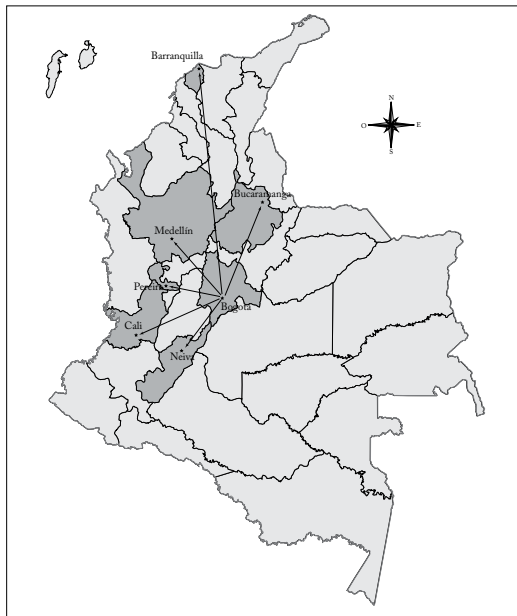 Barranquilla
N
O
E
S
Bucaramanga
Medellín
Pereira
Bogotá
Cali
Neiva